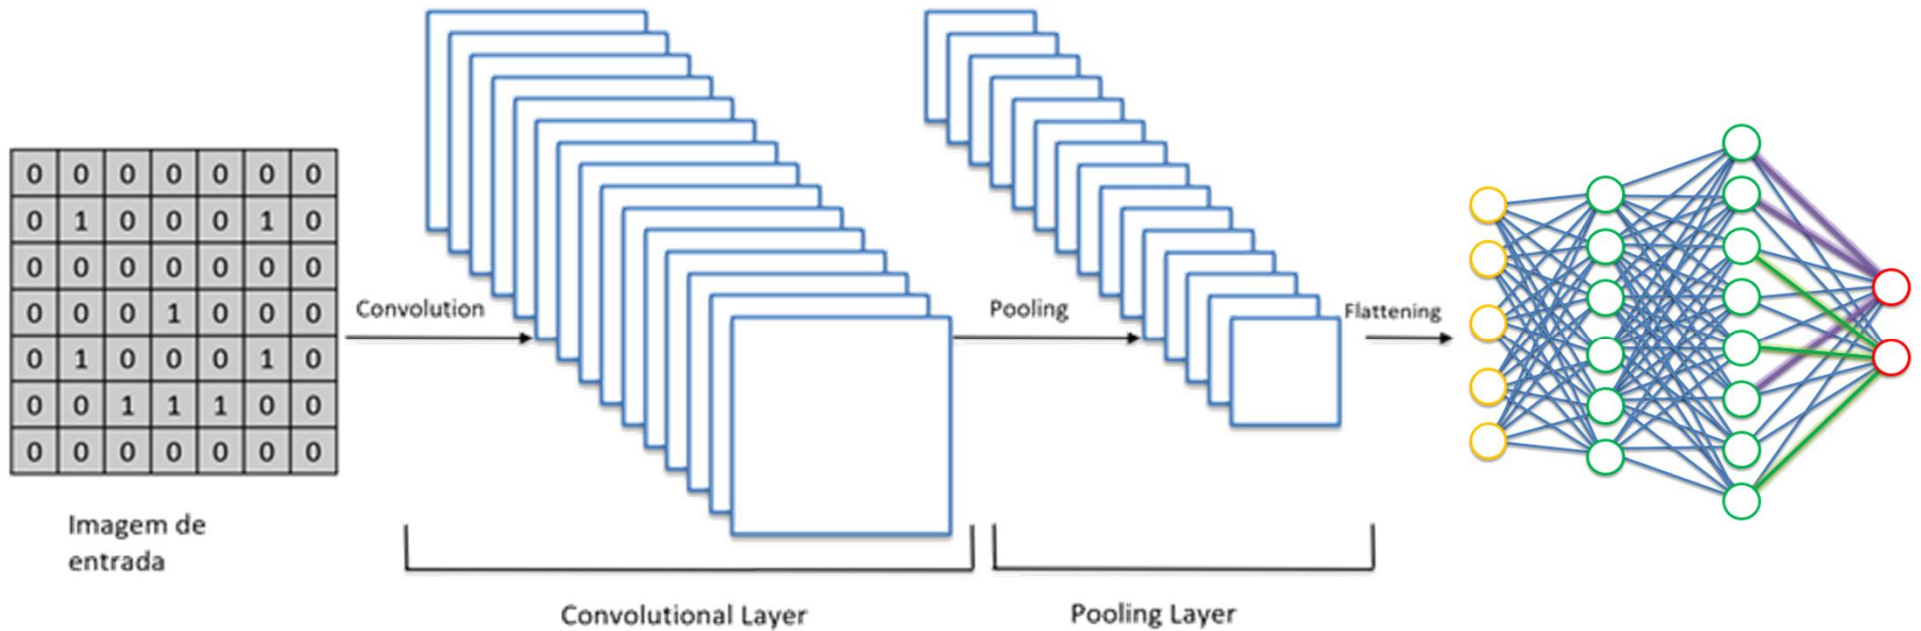 0 0 0 0 0 0 0
0 1 0 0 0 1 0
0 0 0 0 0 0 0
0 0 0 1 0 0 0
0 1 0 0 0 1 0
0 0 1 1 1 0 0
0 0 0 0 0 0 0
Imagem de
entrada
Convolution
Convolutional Layer
Pooling
Pooling Layer
Flattening